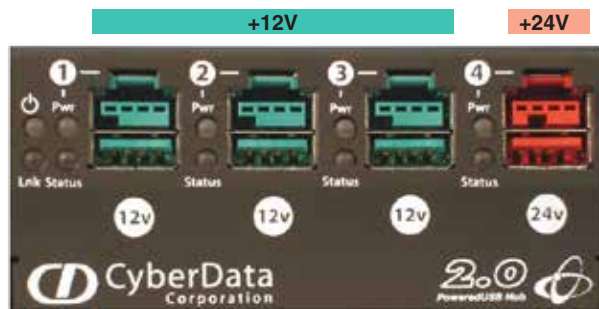 +12V +24V
1 2 3 4
Pwr Pwr Pwr Pwr
Lnk Status Status Status Status
12v 12v 12v 24v
CyberData 2.0
Corporation PoweredUSB Hub